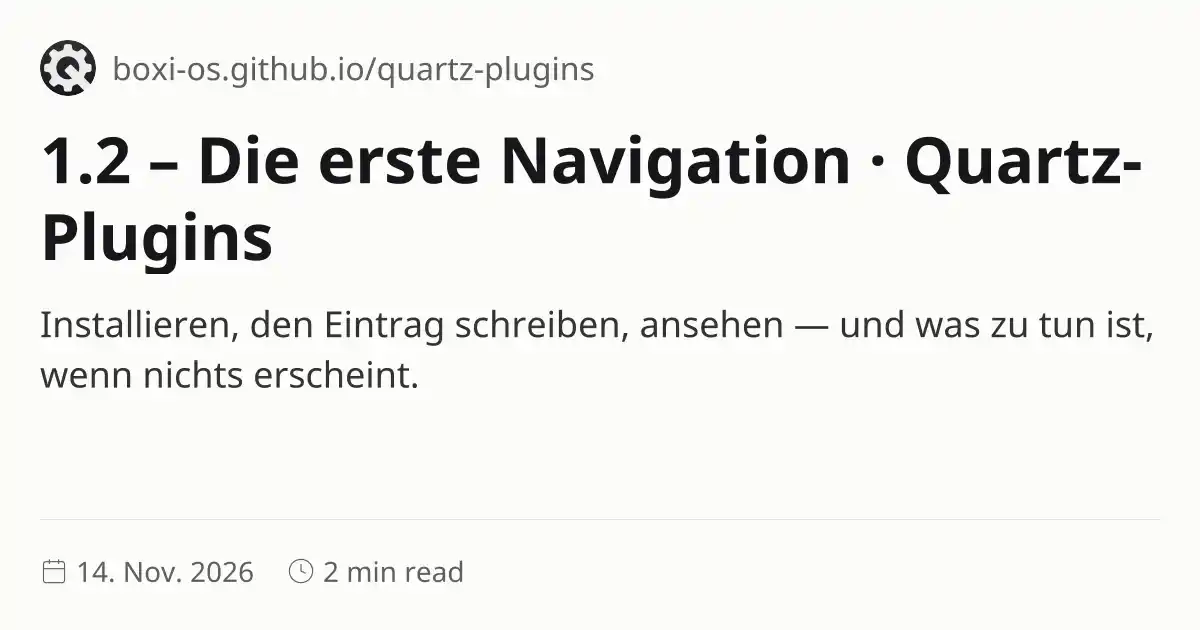 boxi-os.github.io/quartz-plugins
1.2 – Die erste Navigation · Quartz-
Plugins
Installieren, den Eintrag schreiben, ansehen — und was zu tun ist,
wenn nichts erscheint.
14. Nov. 2026 2 min read